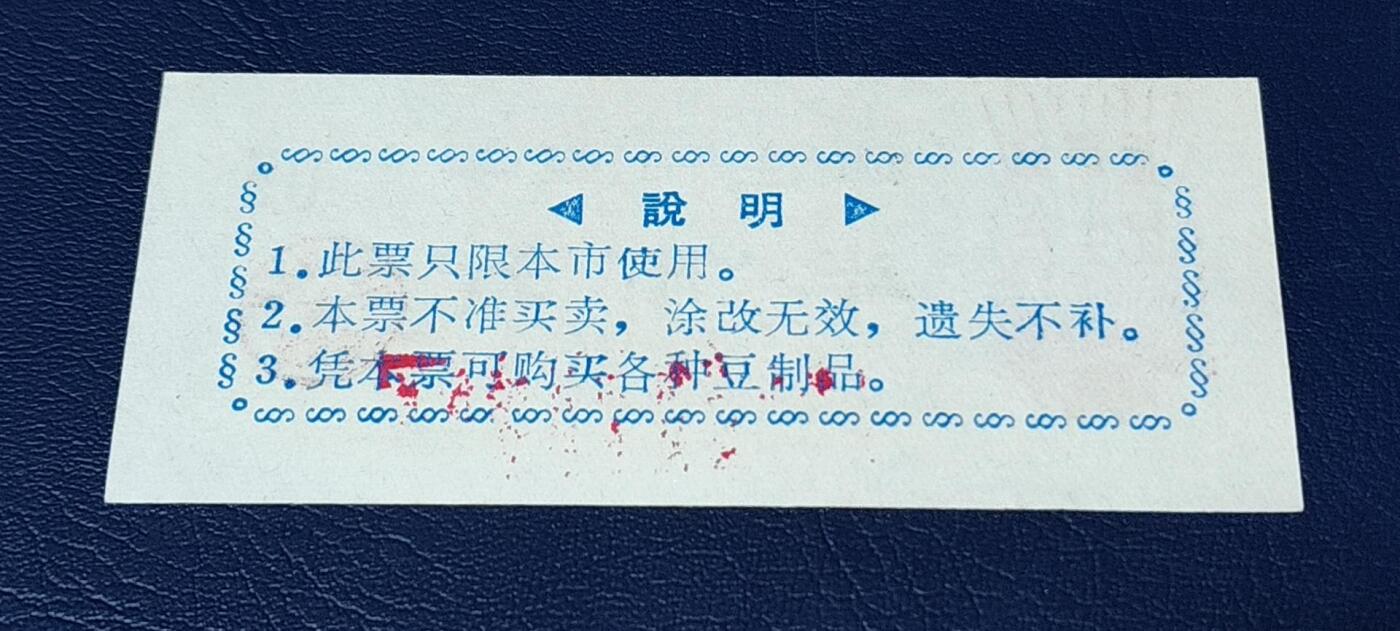 ◀ 說 明 ▶
1.此票只限本市使用。
2.本票不准买卖，涂改无效，遗失不补。
3.凭本票可购买各种豆制品。